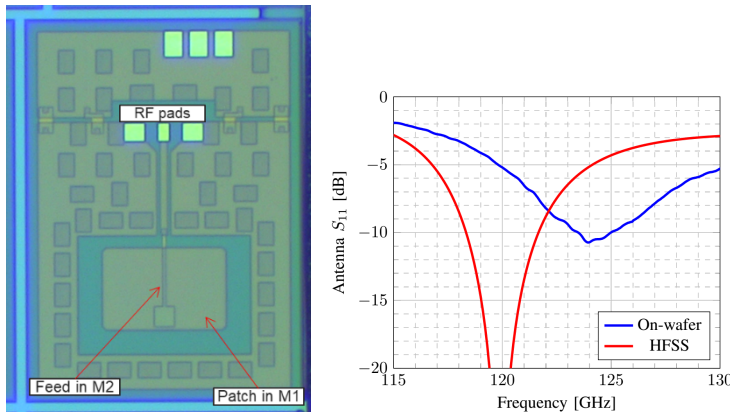 RF pads
Feed in M2
Patch in M1
0
−5
−10
−15
−20
Antenna S₁₁ [dB]
On-wafer
HFSS
115
120
125
130
Frequency [GHz]